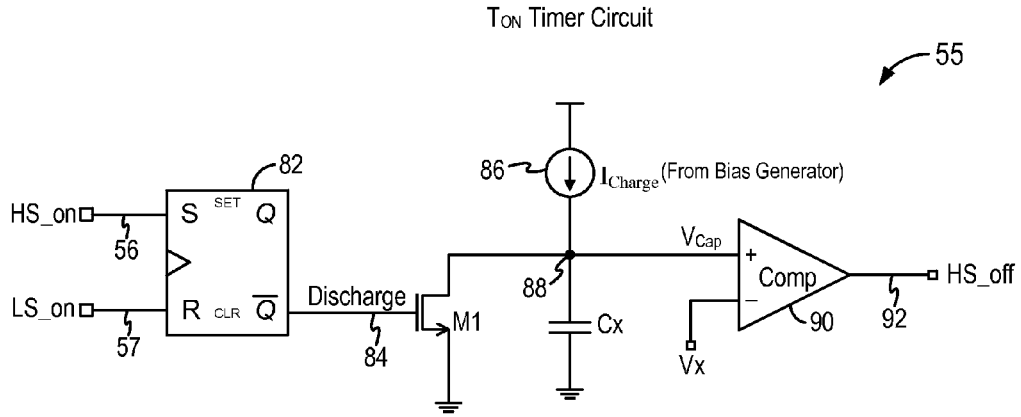 TON Timer Circuit
55
86
ICharge (From Bias Generator)
82
HS_on
S SET Q
56
LS_on
R CLR Q̅
57
Discharge
84
M1
88
VCap
Cx
+
Comp
−
90
Vx
92
HS_off